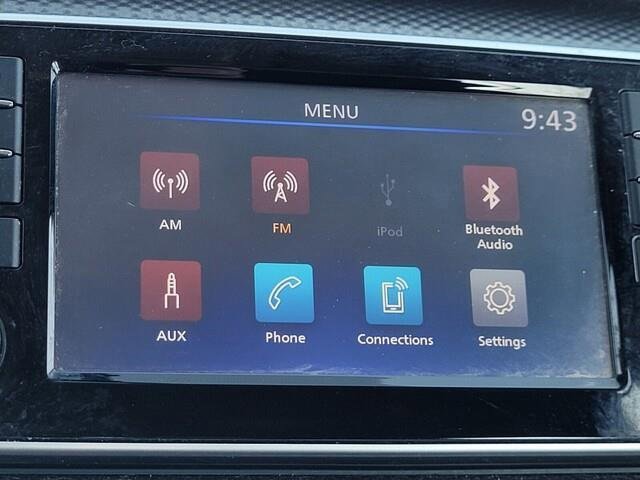 MENU
9:43
AM
FM
iPod
Bluetooth
Audio
AUX
Phone
Connections
Settings